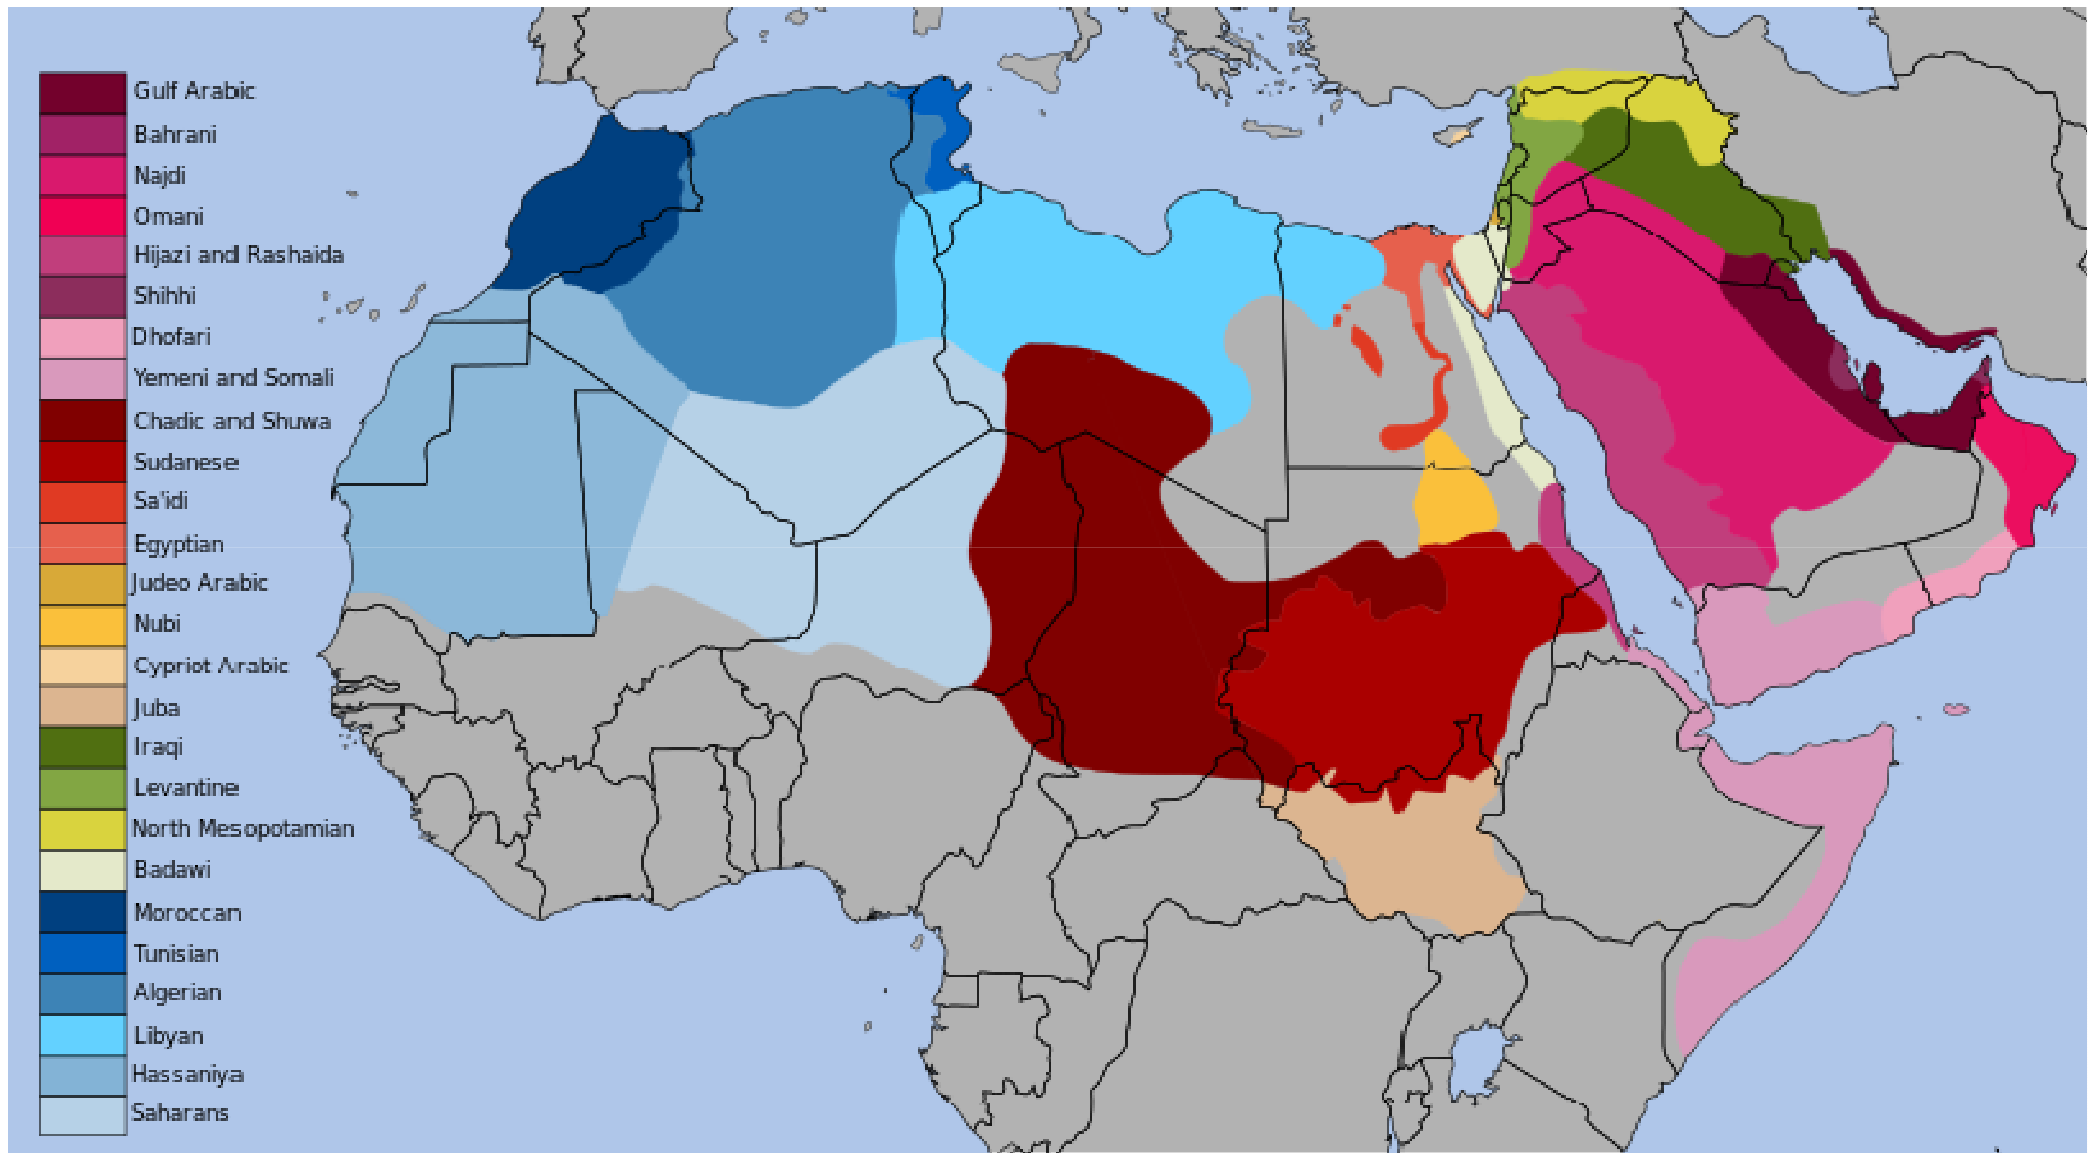 Gulf Arabic
Bahrani
Najdi
Omani
Hijazi and Rashaida
Shihhi
Dhofari
Yemeni and Somali
Chadic and Shuwa
Sudanese
Sa'idi
Egyptian
Judeo Arabic
Nubi
Cypriot Arabic
Juba
Iraqi
Levantine
North Mesopotamian
Badawi
Moroccan
Tunisian
Algerian
Libyan
Hassaniya
Saharans